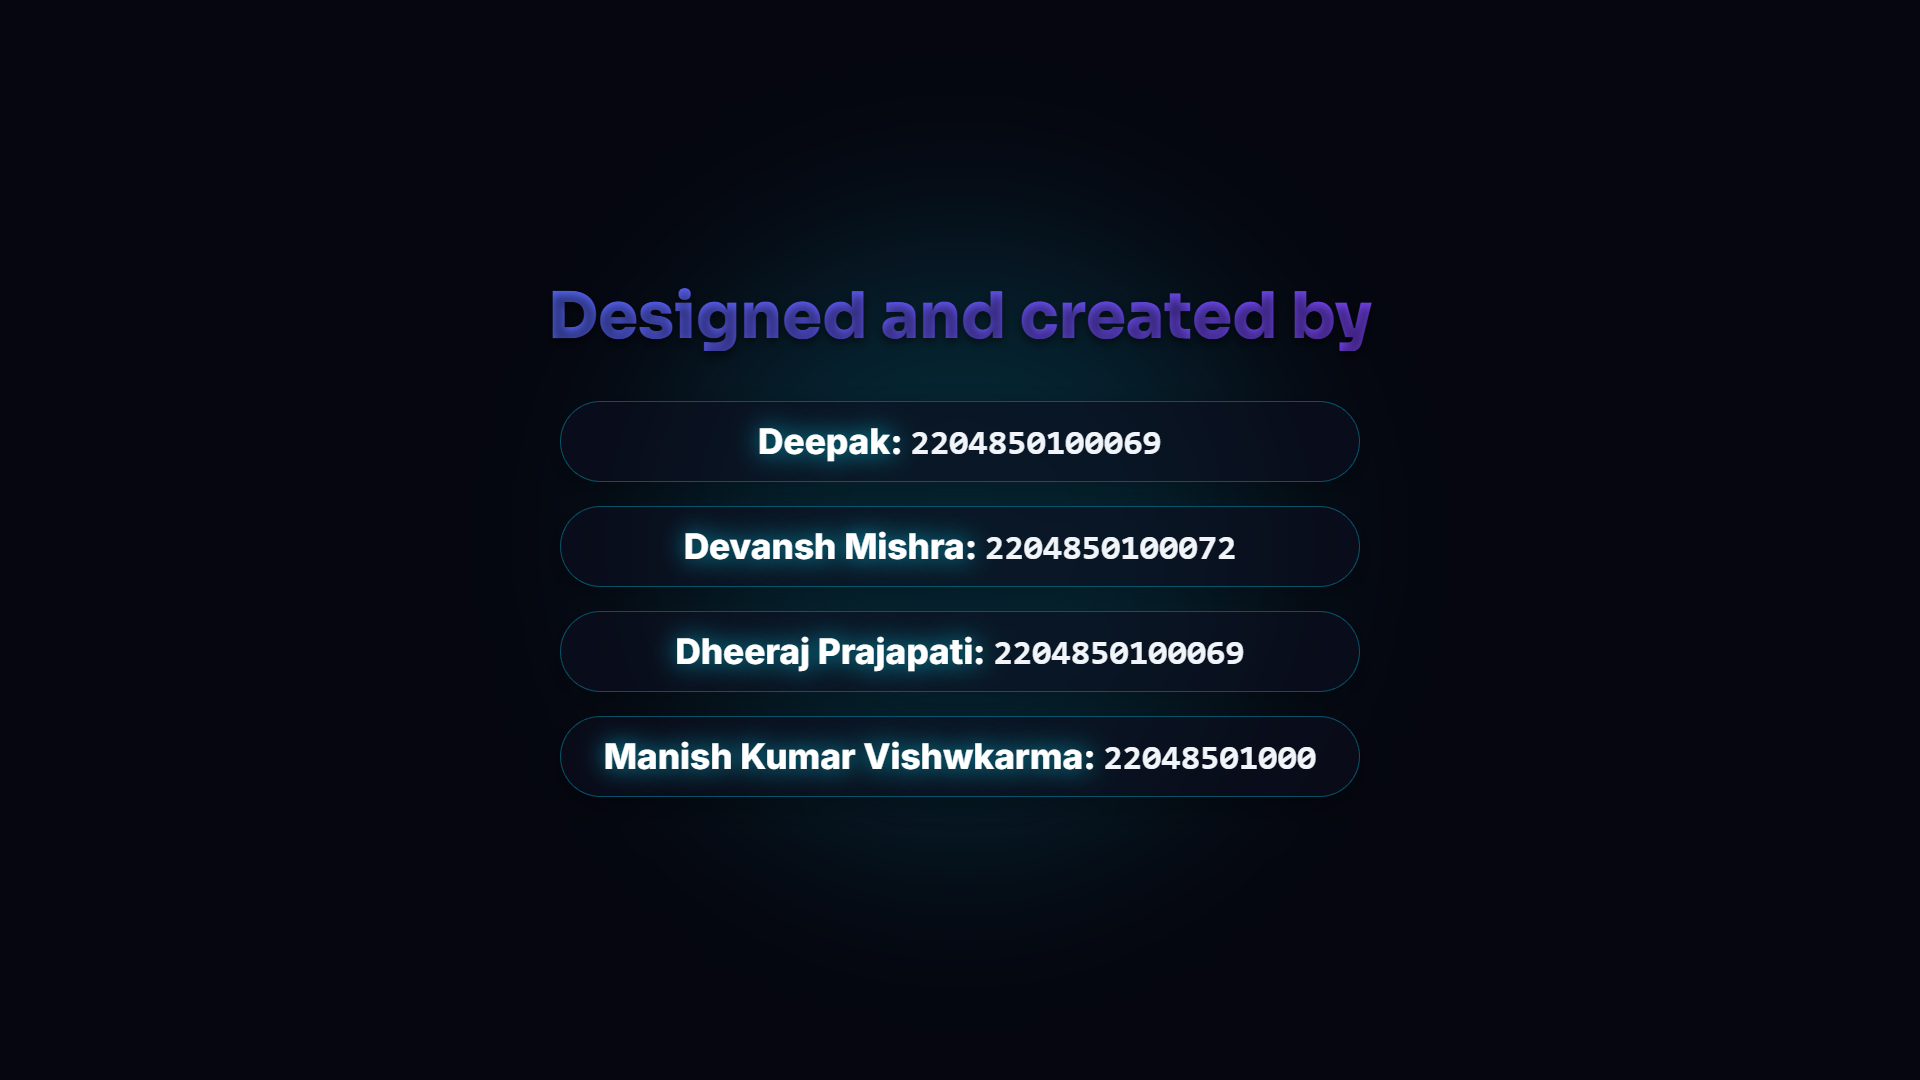 Designed and created by
Deepak: 2204850100069
Devansh Mishra: 2204850100072
Dheeraj Prajapati: 2204850100069
Manish Kumar Vishwkarma: 22048501000